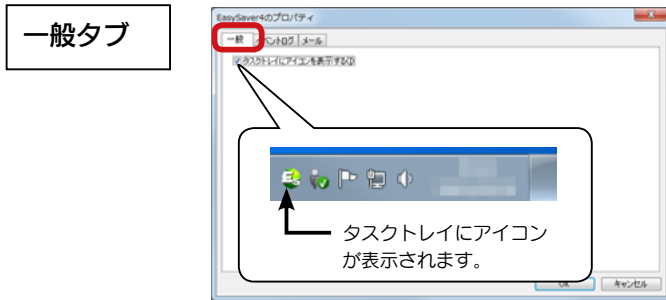 一般タブ
EasySaver4のプロパティ
一般 イベントログ メール
タスクトレイにアイコンを表示する(I)
タスクトレイにアイコン
が表示されます。
OK キャンセル